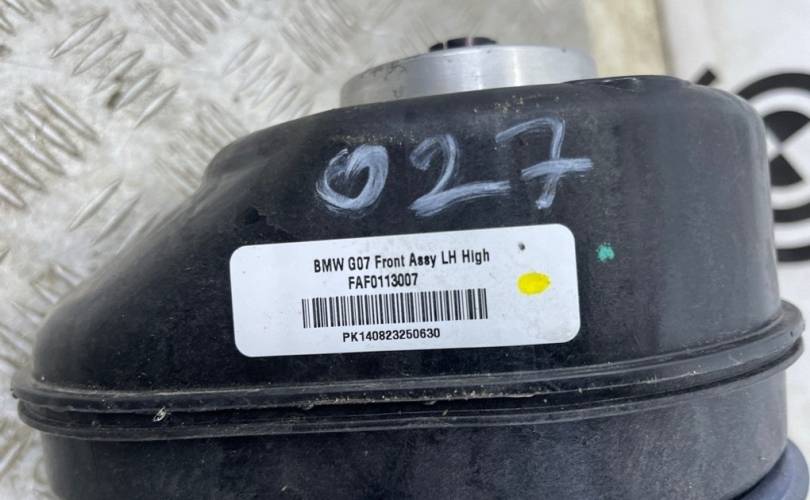 027
BMW G07 Front Assy LH High
FAF0113007
PK140823250630